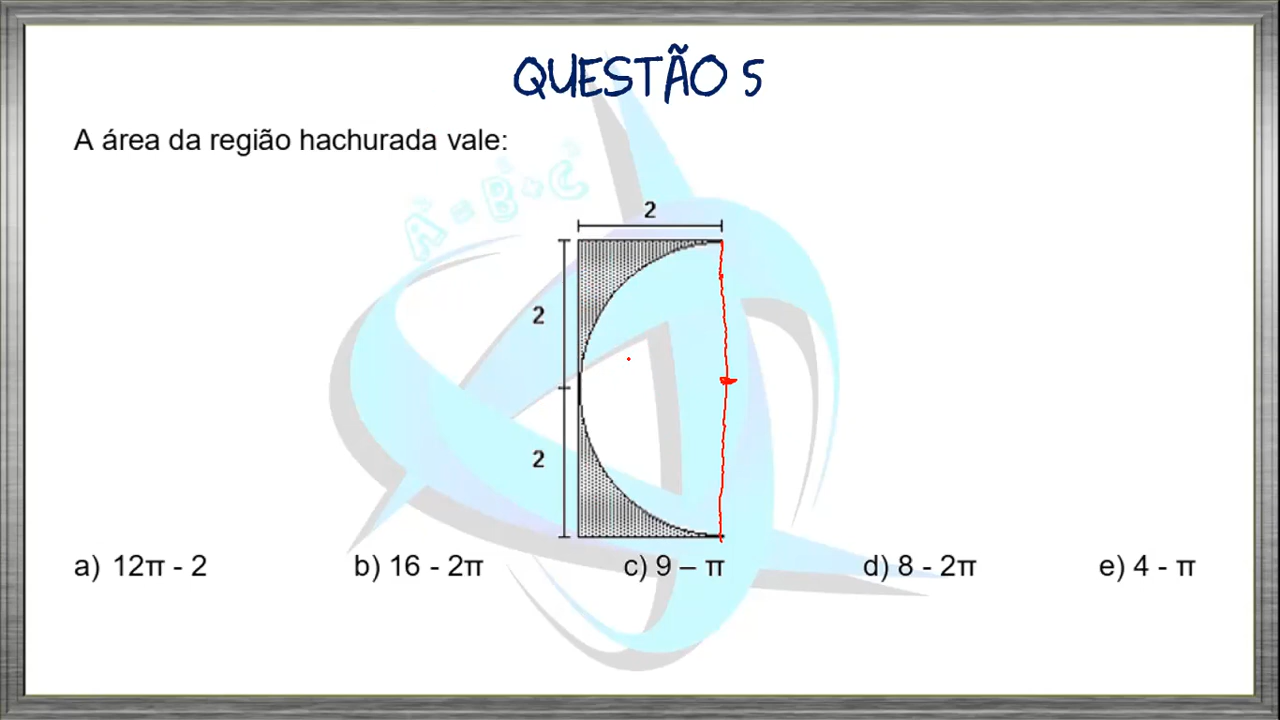 QUESTÃO 5
A área da região hachurada vale:
A = B + C
2
2
2
a) 12π - 2 b) 16 - 2π c) 9 – π d) 8 - 2π e) 4 - π